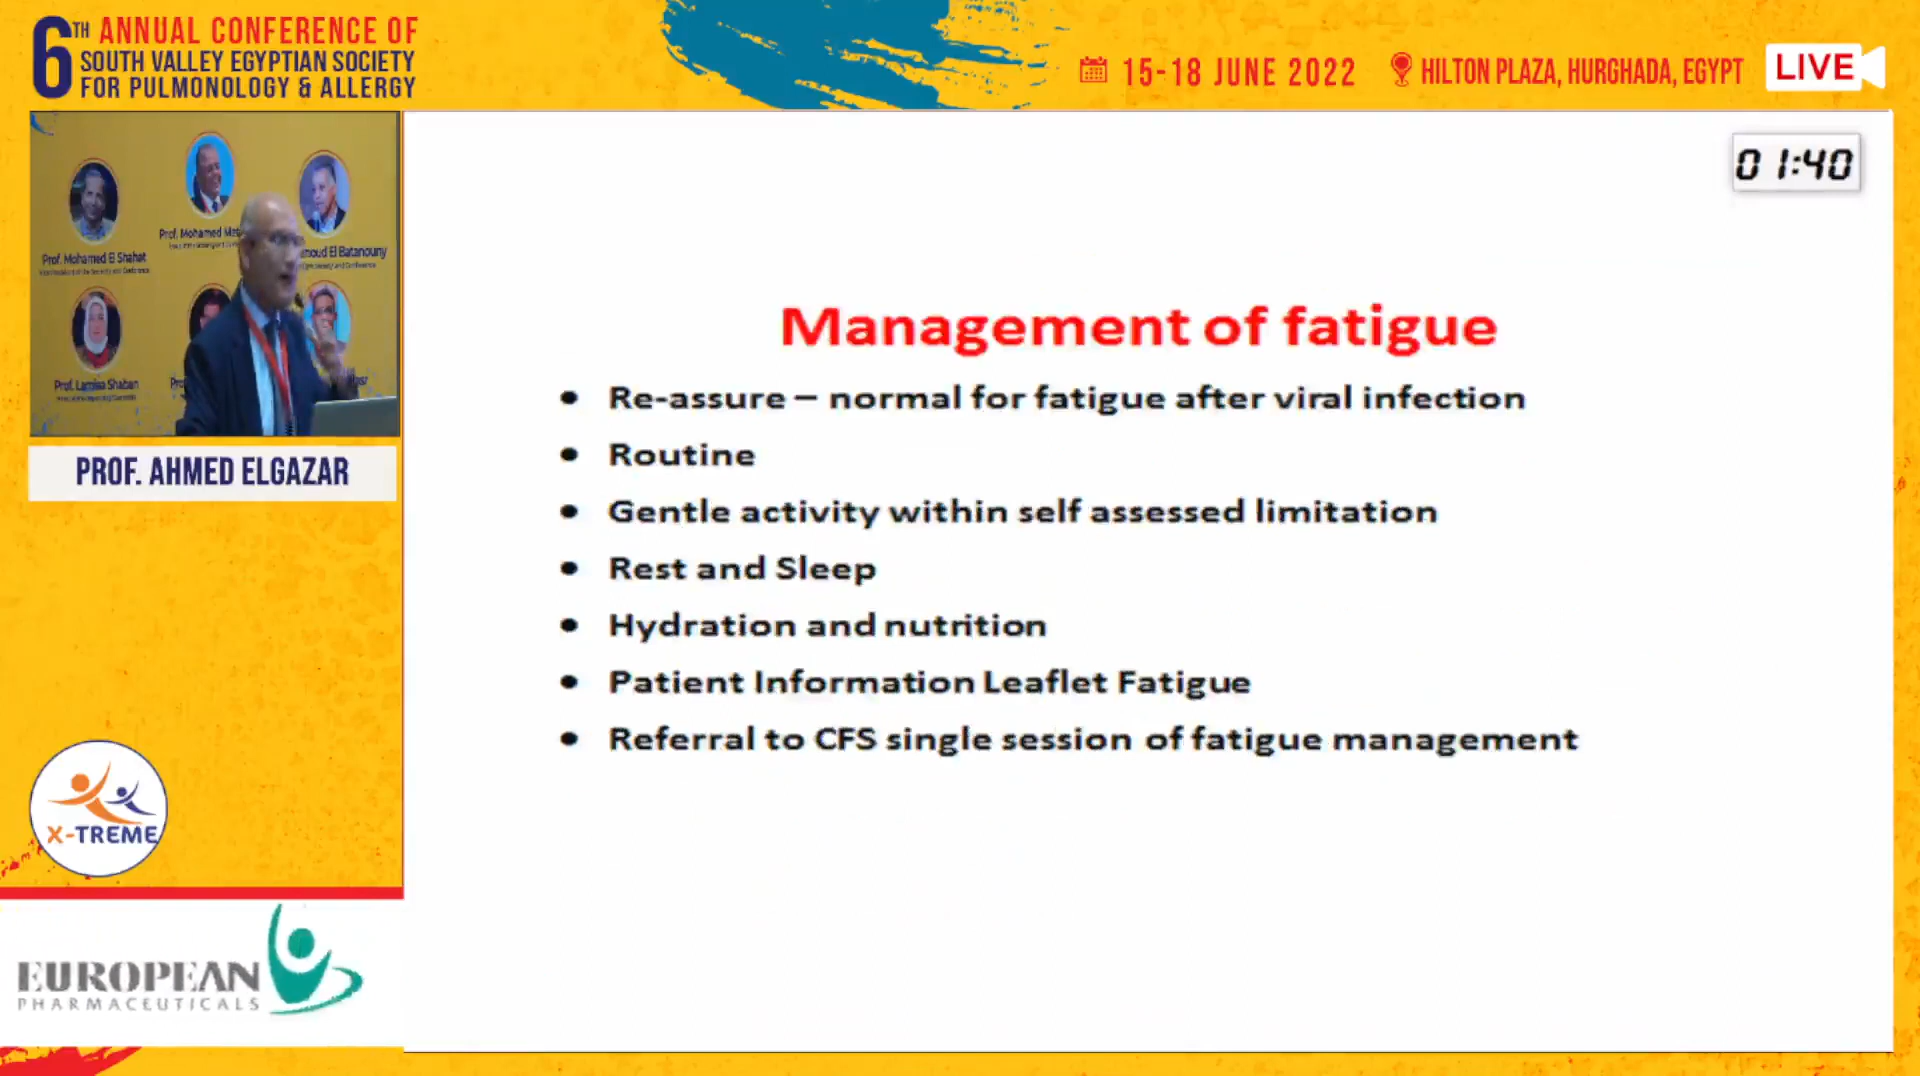 6TH ANNUAL CONFERENCE OF
SOUTH VALLEY EGYPTIAN SOCIETY
FOR PULMONOLOGY & ALLERGY
15-18 JUNE 2022
HILTON PLAZA, HURGHADA, EGYPT
LIVE
01:40
Prof. Mohamed El Shahat
Prof. Mohamed
El Batanouny
Prof. Lamiaa Shaban
PROF. AHMED ELGAZAR
Management of fatigue
• Re-assure – normal for fatigue after viral infection
• Routine
• Gentle activity within self assessed limitation
• Rest and Sleep
• Hydration and nutrition
• Patient Information Leaflet Fatigue
• Referral to CFS single session of fatigue management
X-TREME
EUROPEAN
PHARMACEUTICALS